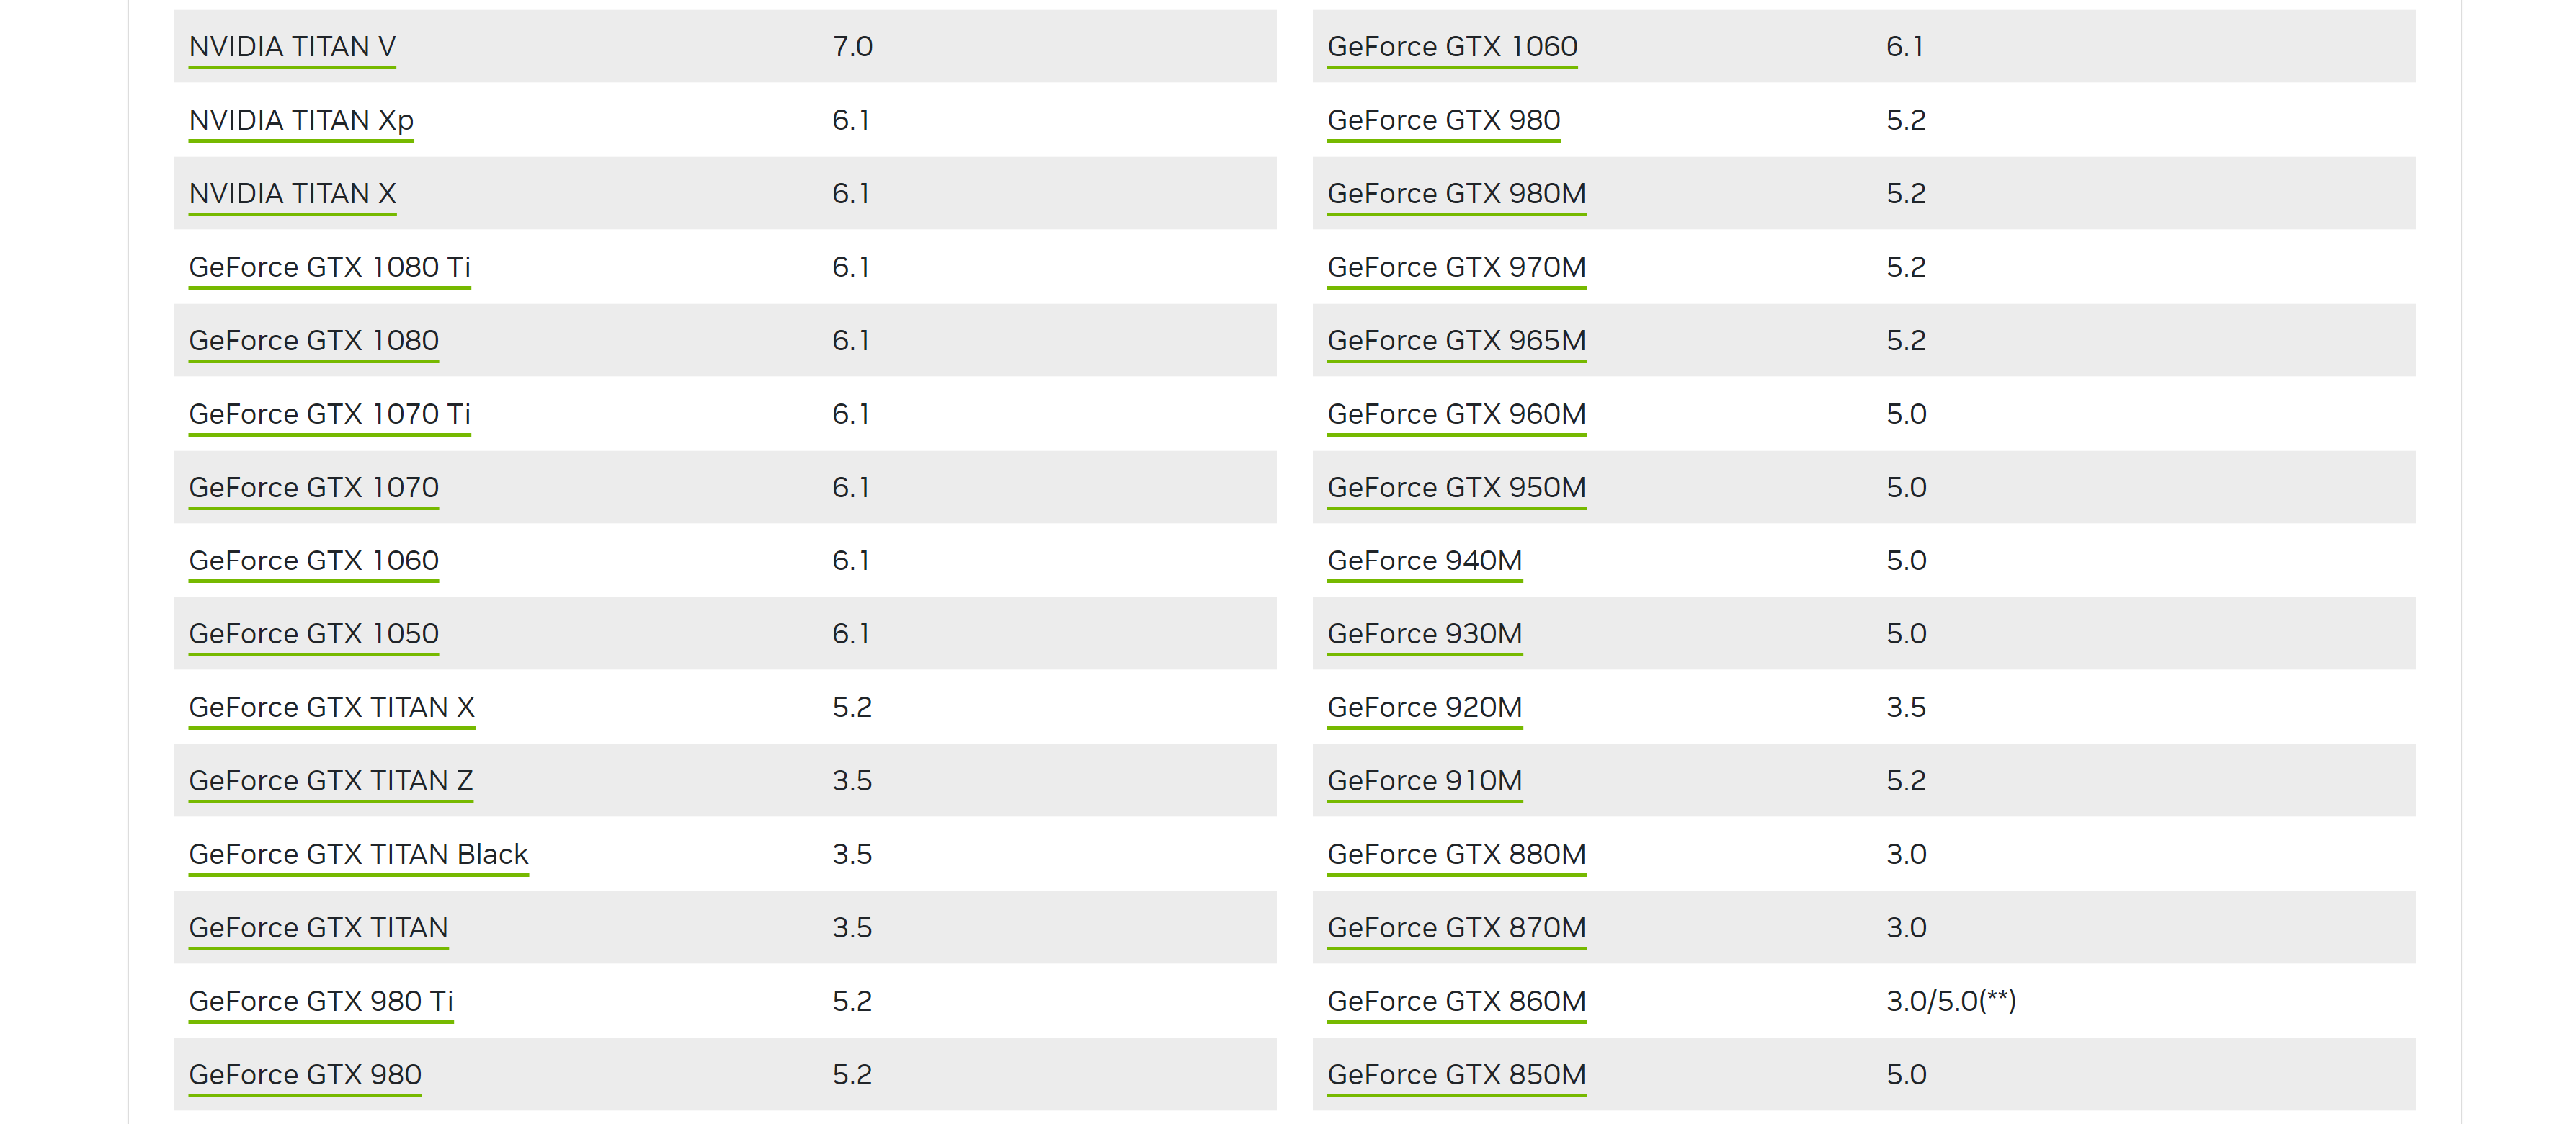 NVIDIA TITAN V 7.0
NVIDIA TITAN Xp 6.1
NVIDIA TITAN X 6.1
GeForce GTX 1080 Ti 6.1
GeForce GTX 1080 6.1
GeForce GTX 1070 Ti 6.1
GeForce GTX 1070 6.1
GeForce GTX 1060 6.1
GeForce GTX 1050 6.1
GeForce GTX TITAN X 5.2
GeForce GTX TITAN Z 3.5
GeForce GTX TITAN Black 3.5
GeForce GTX TITAN 3.5
GeForce GTX 980 Ti 5.2
GeForce GTX 980 5.2
GeForce GTX 1060 6.1
GeForce GTX 980 5.2
GeForce GTX 980M 5.2
GeForce GTX 970M 5.2
GeForce GTX 965M 5.2
GeForce GTX 960M 5.0
GeForce GTX 950M 5.0
GeForce 940M 5.0
GeForce 930M 5.0
GeForce 920M 3.5
GeForce 910M 5.2
GeForce GTX 880M 3.0
GeForce GTX 870M 3.0
GeForce GTX 860M 3.0/5.0(**)
GeForce GTX 850M 5.0